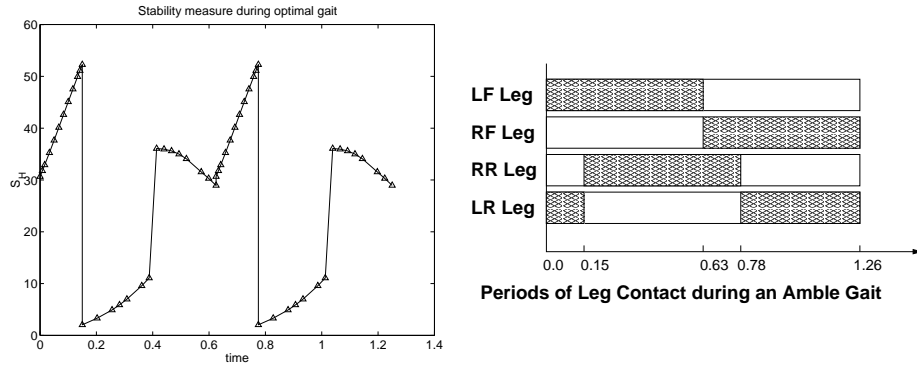 Stability measure during optimal gait
60
50
40
30
20
10
0
S_H
0 0.2 0.4 0.6 0.8 1 1.2 1.4
time
LF Leg
RF Leg
RR Leg
LR Leg
0.0 0.15 0.63 0.78 1.26
Periods of Leg Contact during an Amble Gait